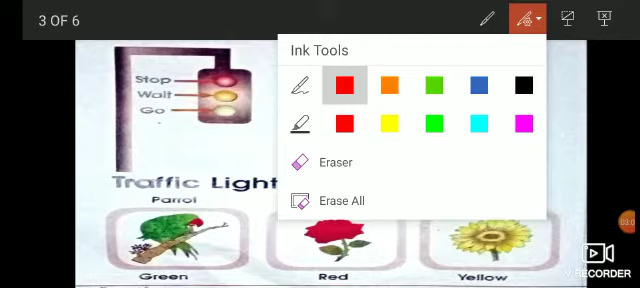 3 OF 6
Ink Tools
Stop
Wait
Go
Eraser
Erase All
Traffic Light
Parrot
Green
Red
Yellow
V RECORDER